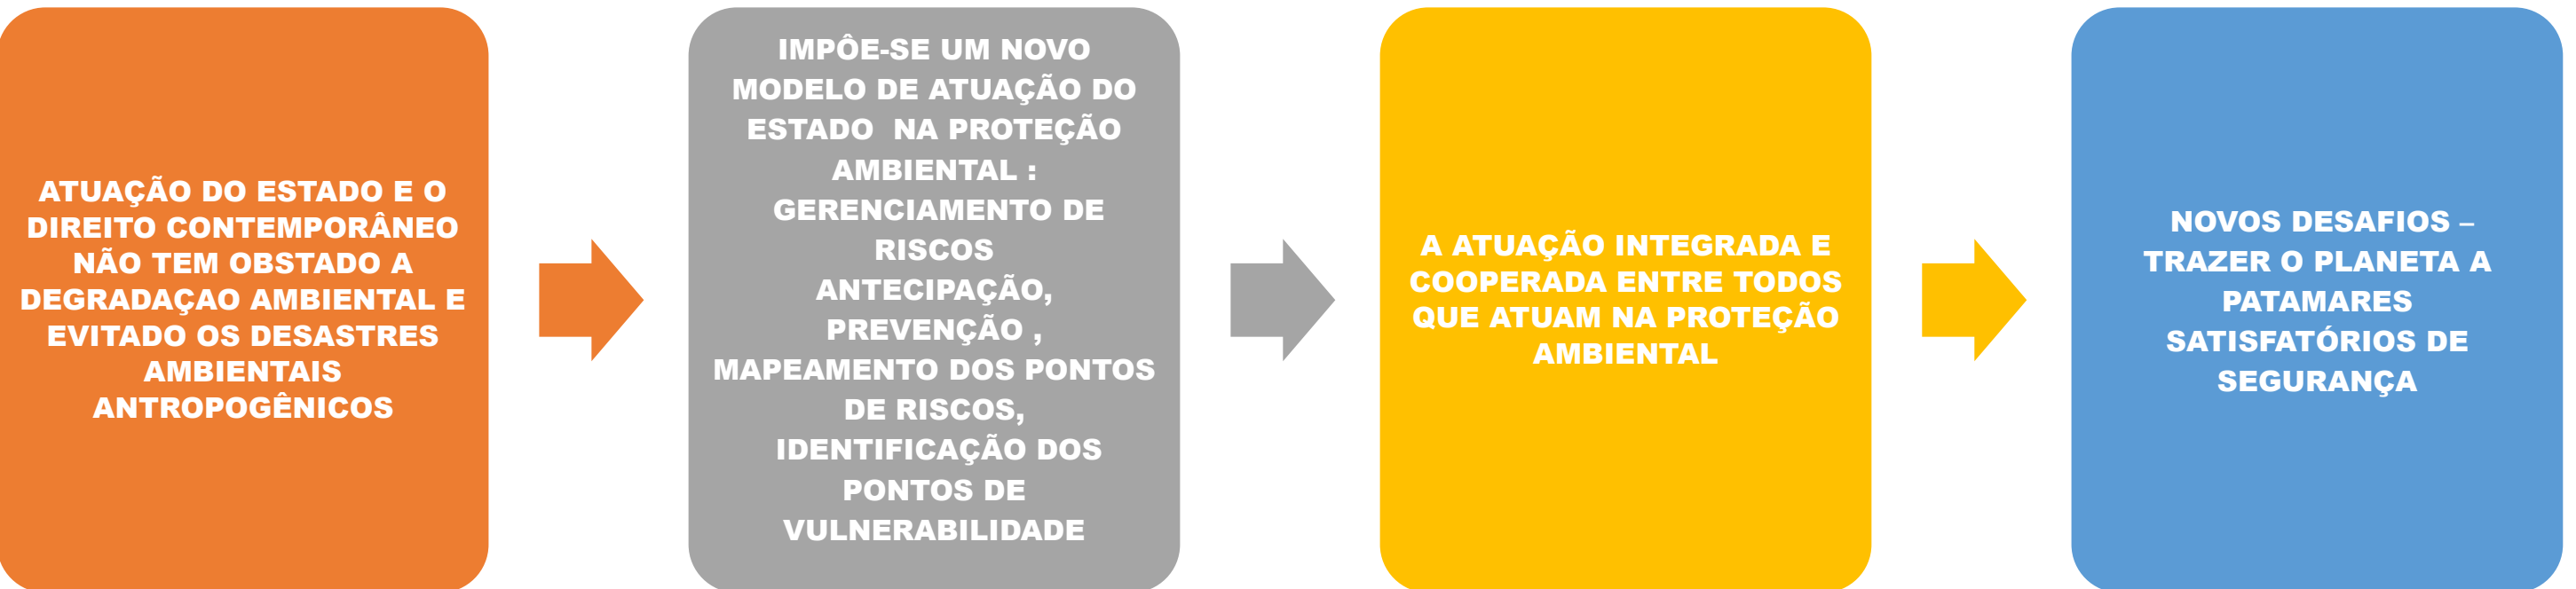 ATUAÇÃO DO ESTADO E O
DIREITO CONTEMPORÂNEO
NÃO TEM OBSTADO A
DEGRADAÇAO AMBIENTAL E
EVITADO OS DESASTRES
AMBIENTAIS
ANTROPOGÊNICOS
IMPÔE-SE UM NOVO
MODELO DE ATUAÇÃO DO
ESTADO  NA PROTEÇÃO
AMBIENTAL :
GERENCIAMENTO DE
RISCOS
ANTECIPAÇÃO,
PREVENÇÃO ,
MAPEAMENTO DOS PONTOS
DE RISCOS,
IDENTIFICAÇÃO DOS
PONTOS DE
VULNERABILIDADE
A ATUAÇÃO INTEGRADA E
COOPERADA ENTRE TODOS
QUE ATUAM NA PROTEÇÃO
AMBIENTAL
NOVOS DESAFIOS –
TRAZER O PLANETA A
PATAMARES
SATISFATÓRIOS DE
SEGURANÇA